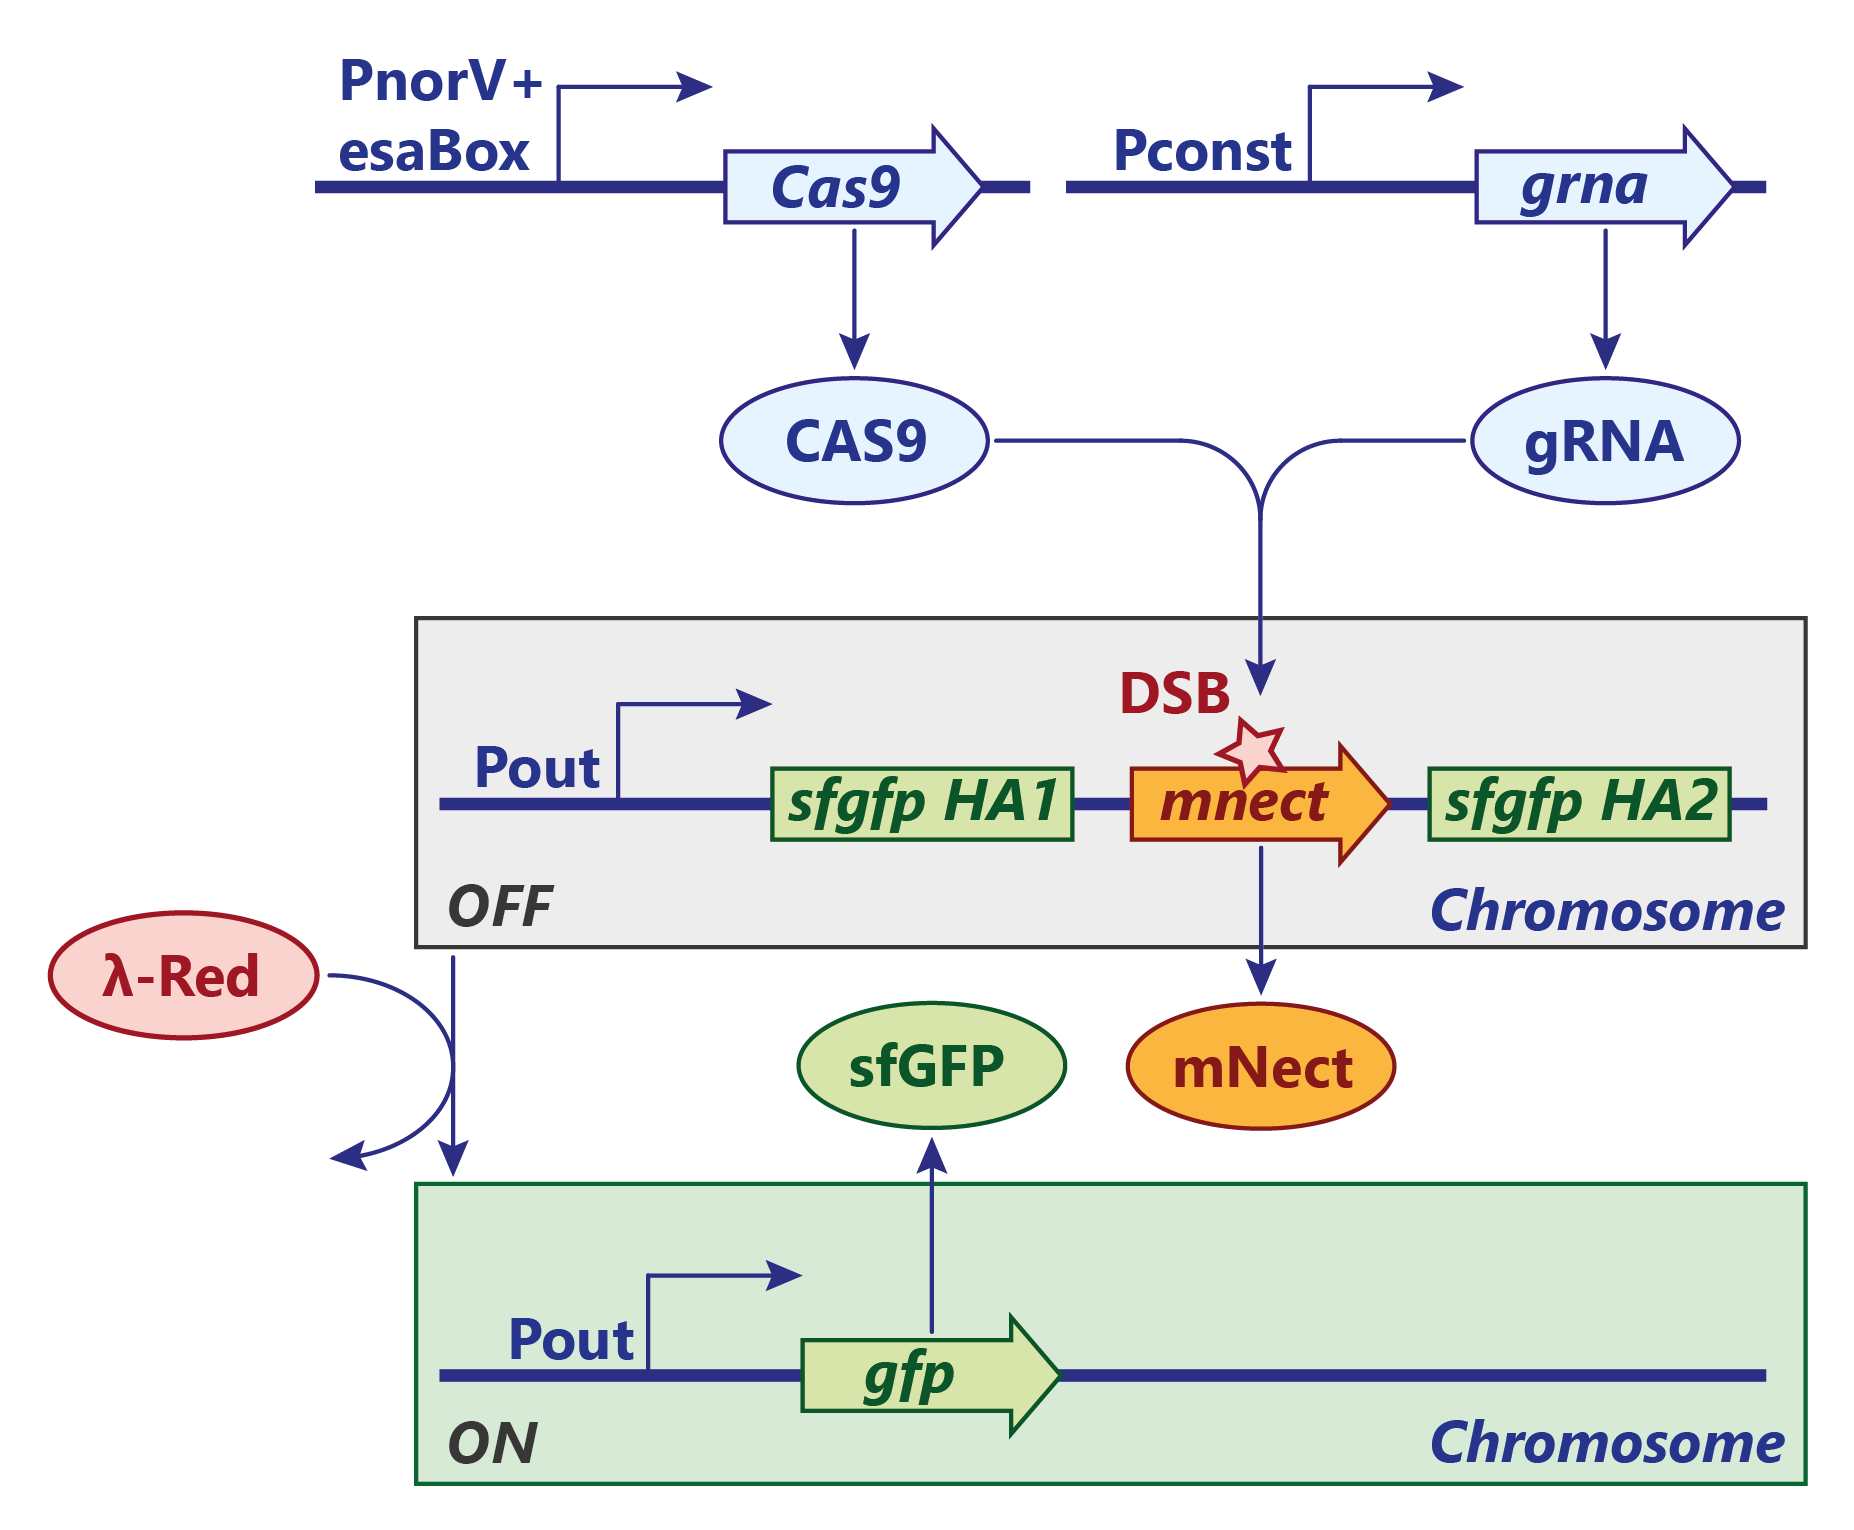 PnorV+
esaBox
Cas9
Pconst
grna
CAS9
gRNA
DSB
Pout
sfgfp HA1
mnect
sfgfp HA2
OFF
Chromosome
λ-Red
sfGFP
mNect
Pout
gfp
ON
Chromosome